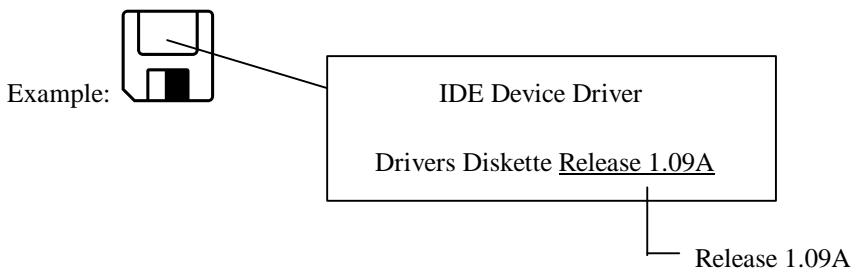 Example:
IDE Device Driver
Drivers Diskette Release 1.09A
Release 1.09A